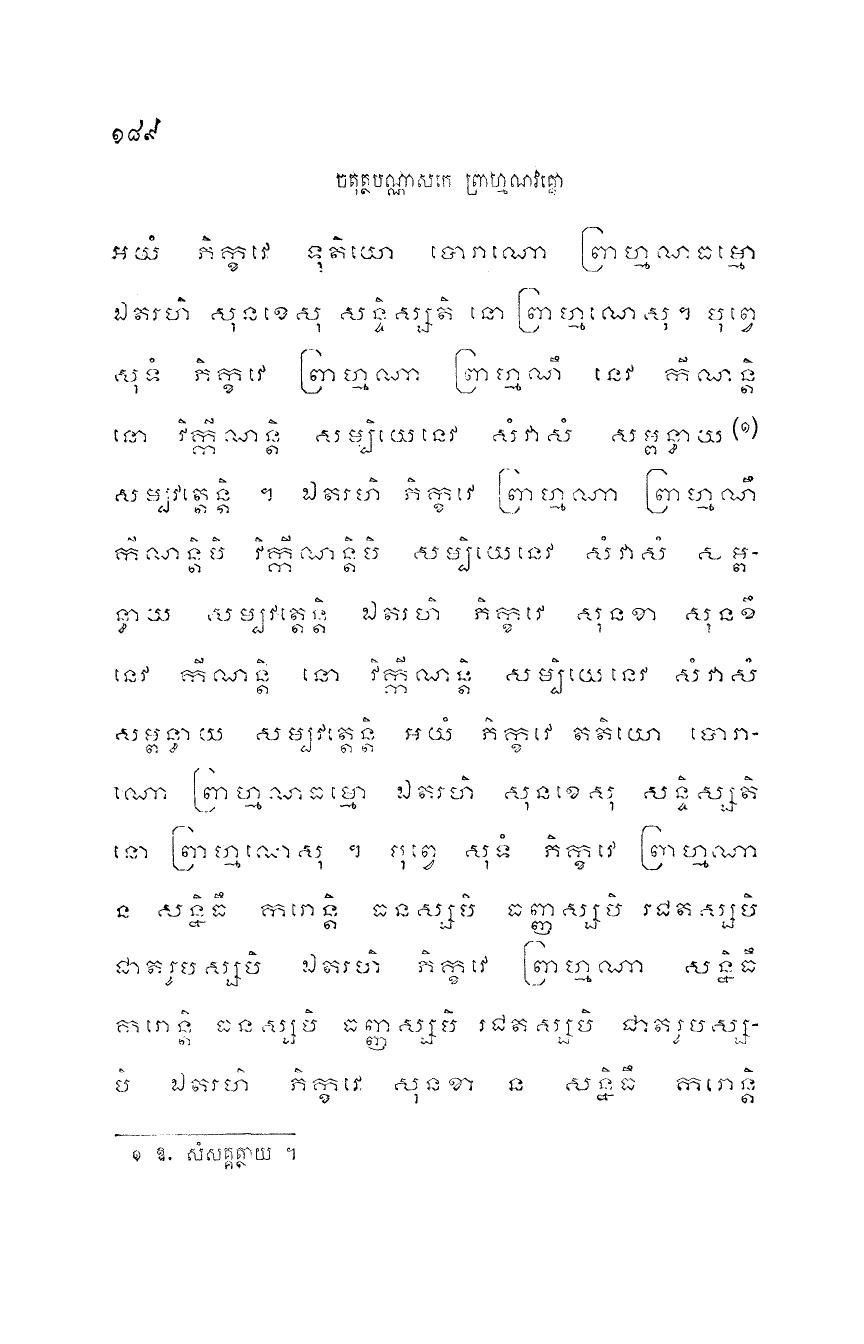 ១៨៩
ចតុត្ថបណ្ណាសកេ ព្រាហ្មណវគ្គោ
អយំ ភិក្ខវេ ទុតិយោ បោរាណោ ព្រាហ្មណធម្មោ
ឯតរហិ សុនខេសុ សន្ទិស្សតិ នោ ព្រាហ្មណេសុ។ បុព្វេ
សុទំ ភិក្ខវេ ព្រាហ្មណា ព្រាហ្មណឹ នេវ កីណន្តិ
នោ វិក្កីណន្តិ សម្បិយេនេវ សំវាសំ សម្ពន្ធាយ (១)
សម្បវត្តេន្តិ ។ ឯតរហិ ភិក្ខវេ ព្រាហ្មណា ព្រាហ្មណឹ
កីណន្តិបិ វិក្កីណន្តិបិ សម្បិយេនេវ សំវាសំ សម្ព-
ន្ធាយ សម្បវត្តេន្តិ ឯតរហិ ភិក្ខវេ សុនខា សុនខឹ
នេវ កីណន្តិ នោ វិក្កីណន្តិ សម្បិយេនេវ សំវាសំ
សម្ពន្ធាយ សម្បវត្តេន្តិ អយំ ភិក្ខវេ តតិយោ បោរា-
ណោ ព្រាហ្មណធម្មោ ឯតរហិ សុនខេសុ សន្ទិស្សតិ
នោ ព្រាហ្មណេសុ ។ បុព្វេ សុទំ ភិក្ខវេ ព្រាហ្មណា
ន សន្និធឹ ករោន្តិ ធនស្សបិ ធញ្ញស្សបិ រជតស្សបិ
ជាតរូបស្សបិ ឯតរហិ ភិក្ខវេ ព្រាហ្មណា សន្និធឹ
ករោន្តិ ធនស្សបិ ធញ្ញស្សបិ រជតស្សបិ ជាតរូបស្ស-
បិ ឯតរហិ ភិក្ខវេ សុនខា ន សន្និធឹ ករោន្តិ
១ ឱ. សំសគ្គត្ថាយ ។